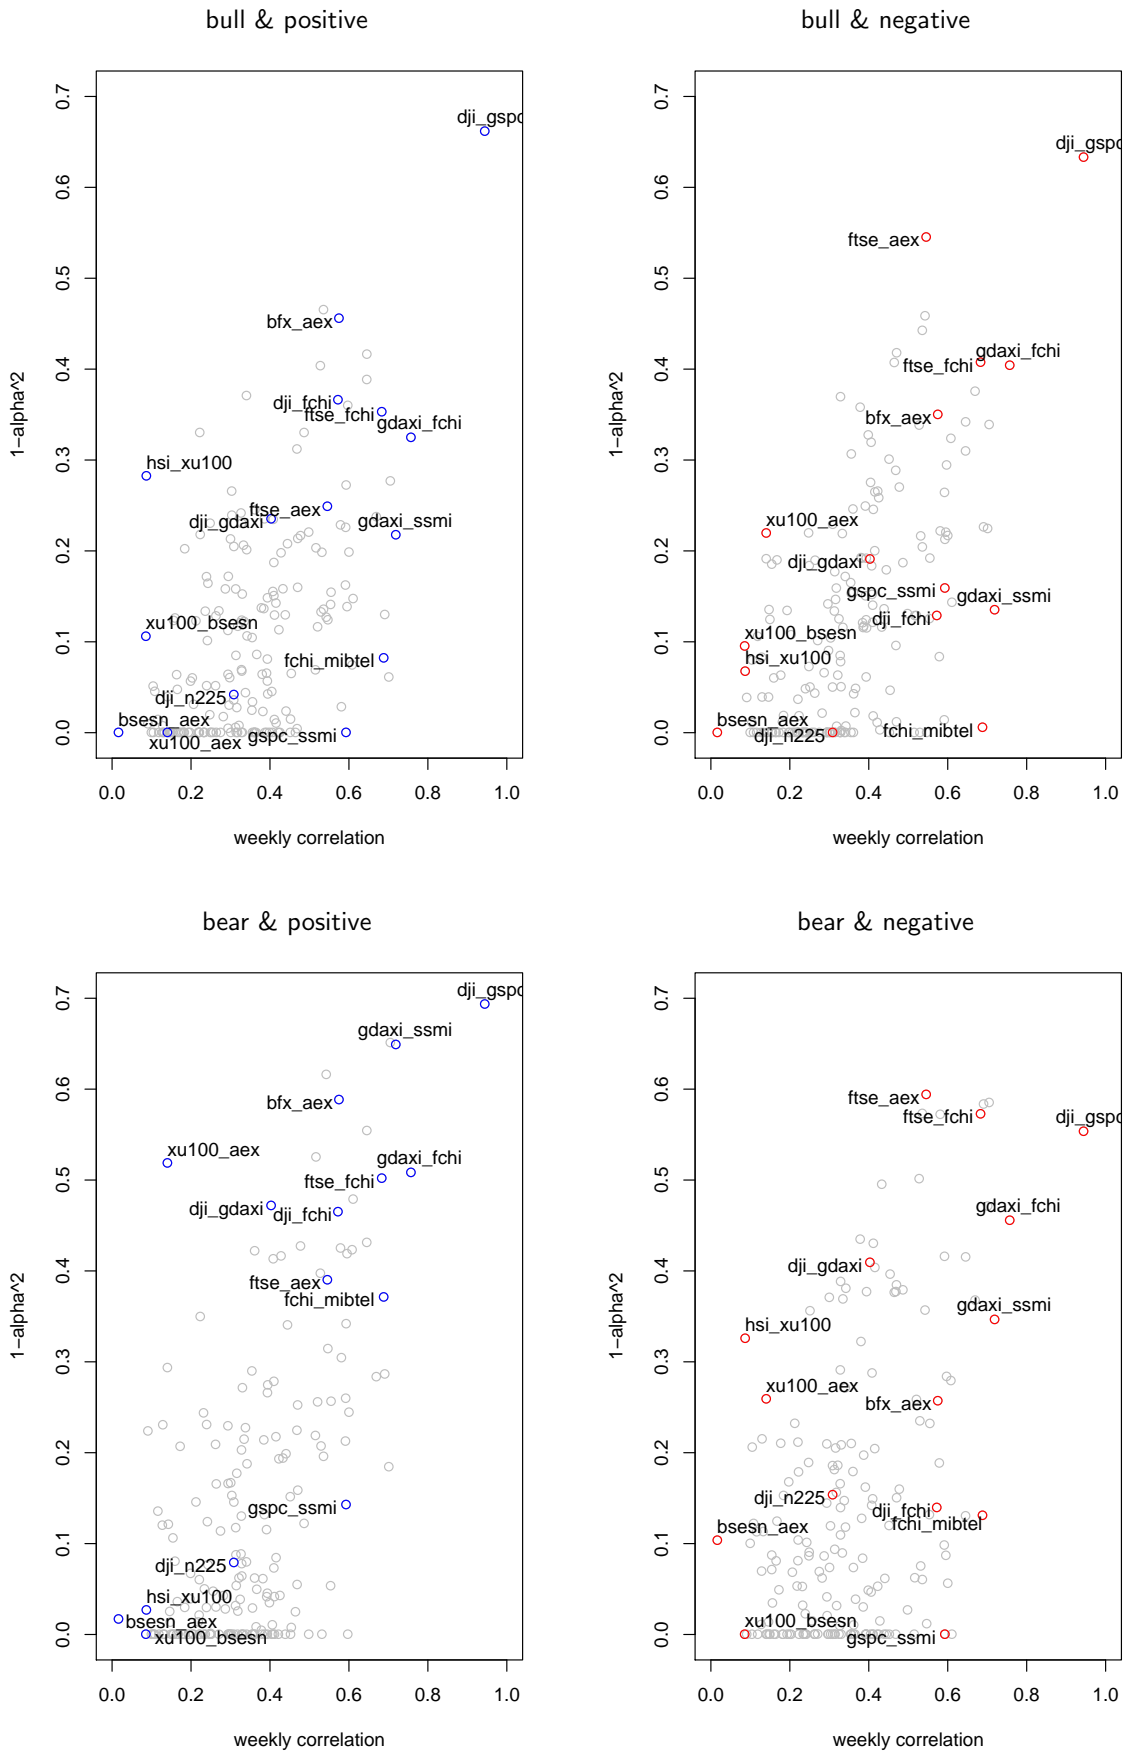 bull & positive
bull & negative
0.7
0.6
0.5
0.4
0.3
0.2
0.1
0.0
1−alpha^2
dji_gspc
bfx_aex
dji_fchi
ftse_fchi
gdaxi_fchi
hsi_xu100
ftse_aex
dji_gdaxi
gdaxi_ssmi
xu100_bsesn
fchi_mibtel
dji_n225
bsesn_aex
xu100_aex
gspc_ssmi
0.0 0.2 0.4 0.6 0.8 1.0
weekly correlation
0.7
0.6
0.5
0.4
0.3
0.2
0.1
0.0
1−alpha^2
dji_gspc
ftse_aex
gdaxi_fchi
ftse_fchi
bfx_aex
xu100_aex
dji_gdaxi
gspc_ssmi
gdaxi_ssmi
dji_fchi
xu100_bsesn
hsi_xu100
bsesn_aex
dji_n225
fchi_mibtel
0.0 0.2 0.4 0.6 0.8 1.0
weekly correlation
bear & positive
bear & negative
0.7
0.6
0.5
0.4
0.3
0.2
0.1
0.0
1−alpha^2
dji_gspc
gdaxi_ssmi
bfx_aex
xu100_aex
gdaxi_fchi
ftse_fchi
dji_gdaxi
dji_fchi
ftse_aex
fchi_mibtel
gspc_ssmi
dji_n225
hsi_xu100
bsesn_aex
xu100_bsesn
0.0 0.2 0.4 0.6 0.8 1.0
weekly correlation
0.7
0.6
0.5
0.4
0.3
0.2
0.1
0.0
1−alpha^2
ftse_aex
ftse_fchi
dji_gspc
gdaxi_fchi
dji_gdaxi
gdaxi_ssmi
hsi_xu100
xu100_aex
bfx_aex
dji_n225
dji_fchi
fchi_mibtel
bsesn_aex
xu100_bsesn
gspc_ssmi
0.0 0.2 0.4 0.6 0.8 1.0
weekly correlation